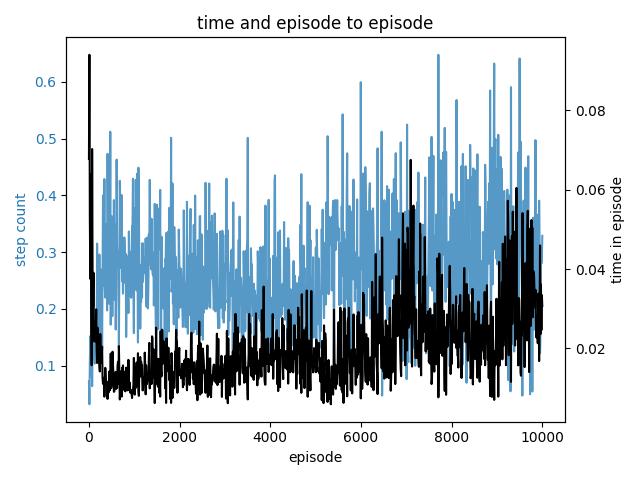 time and episode to episode
0.6
0.5
0.4
0.3
0.2
0.1
step count
0.08
0.06
0.04
0.02
time in episode
0 2000 4000 6000 8000 10000
episode